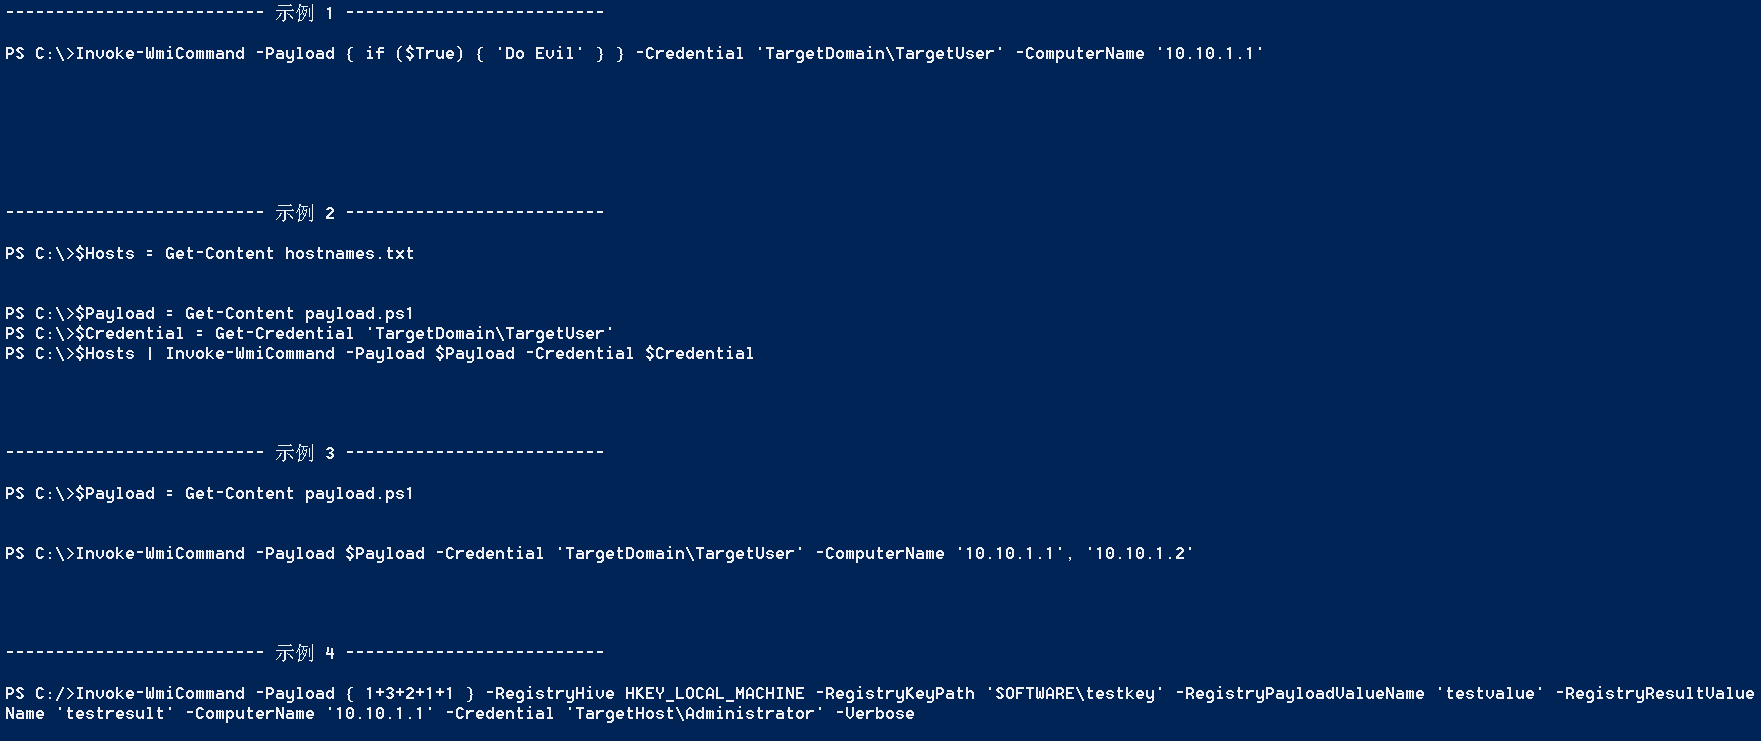 -------------------------- 示例 1 --------------------------
PS C:\>Invoke-WmiCommand -Payload { if ($True) { 'Do Evil' } } -Credential 'TargetDomain\TargetUser' -ComputerName '10.10.1.1'
-------------------------- 示例 2 --------------------------
PS C:\>$Hosts = Get-Content hostnames.txt
PS C:\>$Payload = Get-Content payload.ps1
PS C:\>$Credential = Get-Credential 'TargetDomain\TargetUser'
PS C:\>$Hosts | Invoke-WmiCommand -Payload $Payload -Credential $Credential
-------------------------- 示例 3 --------------------------
PS C:\>$Payload = Get-Content payload.ps1
PS C:\>Invoke-WmiCommand -Payload $Payload -Credential 'TargetDomain\TargetUser' -ComputerName '10.10.1.1', '10.10.1.2'
-------------------------- 示例 4 --------------------------
PS C:/>Invoke-WmiCommand -Payload { 1+3+2+1+1 } -RegistryHive HKEY_LOCAL_MACHINE -RegistryKeyPath 'SOFTWARE\testkey' -RegistryPayloadValueName 'testvalue' -RegistryResultValue
Name 'testresult' -ComputerName '10.10.1.1' -Credential 'TargetHost\Administrator' -Verbose